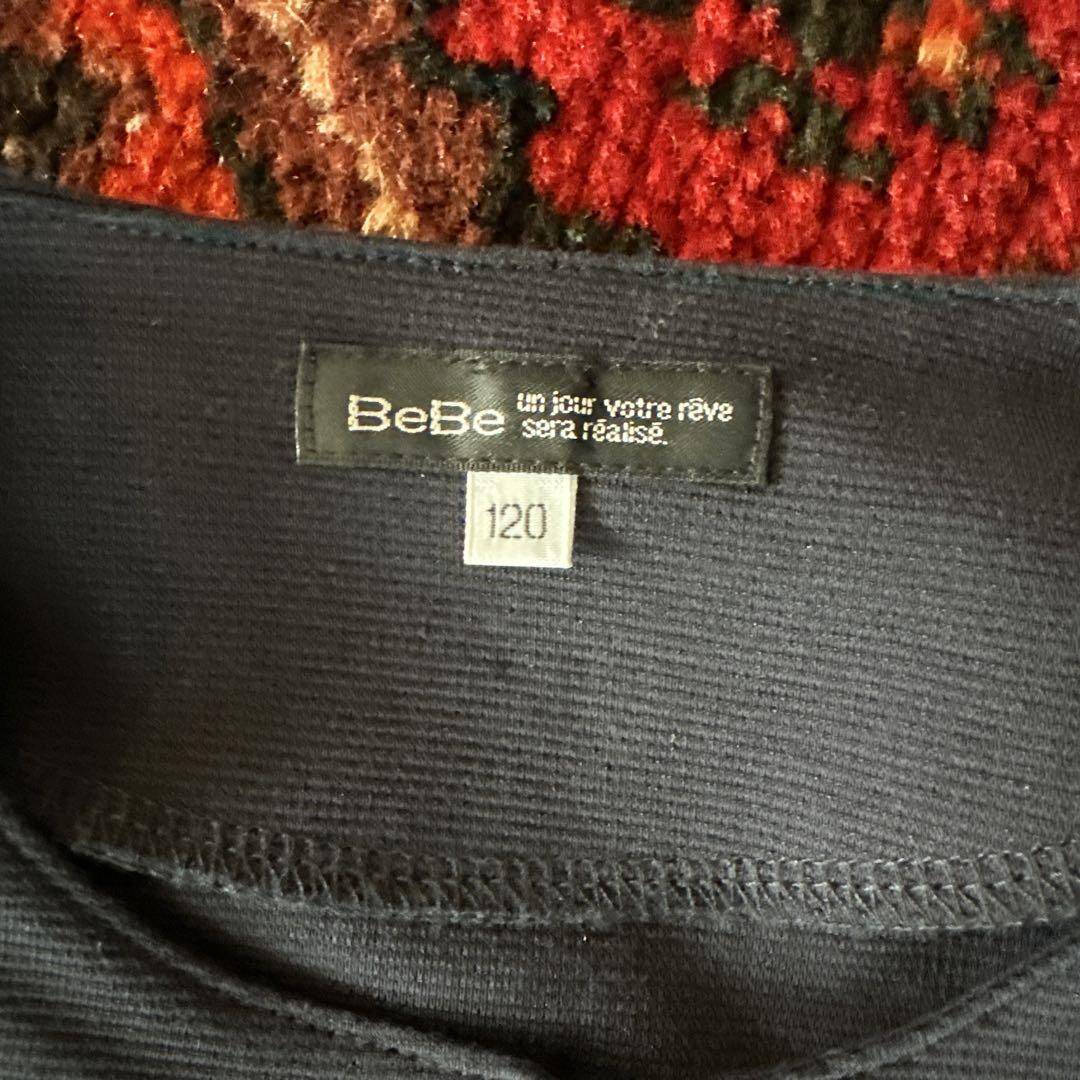 BeBe
un jour votre rêve
sera réalisé.
120